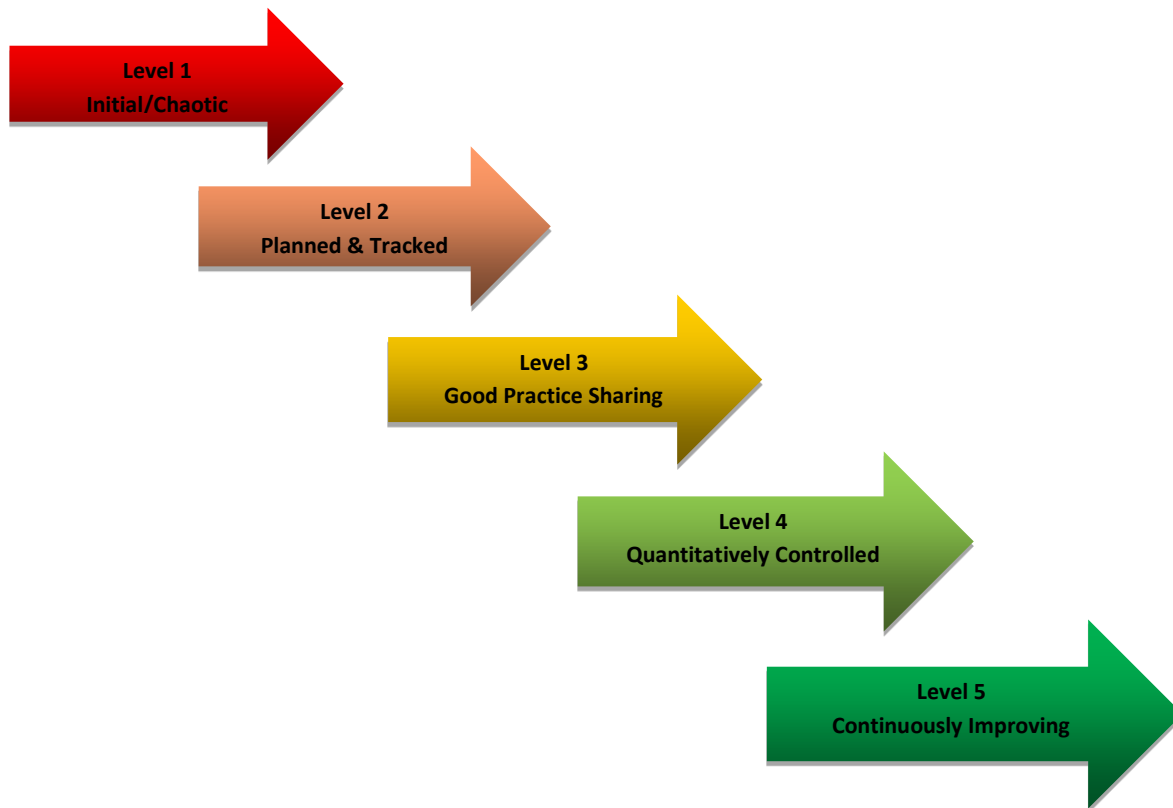 Level 1
Initial/Chaotic
Level 2
Planned & Tracked
Level 3
Good Practice Sharing
Level 4
Quantitatively Controlled
Level 5
Continuously Improving